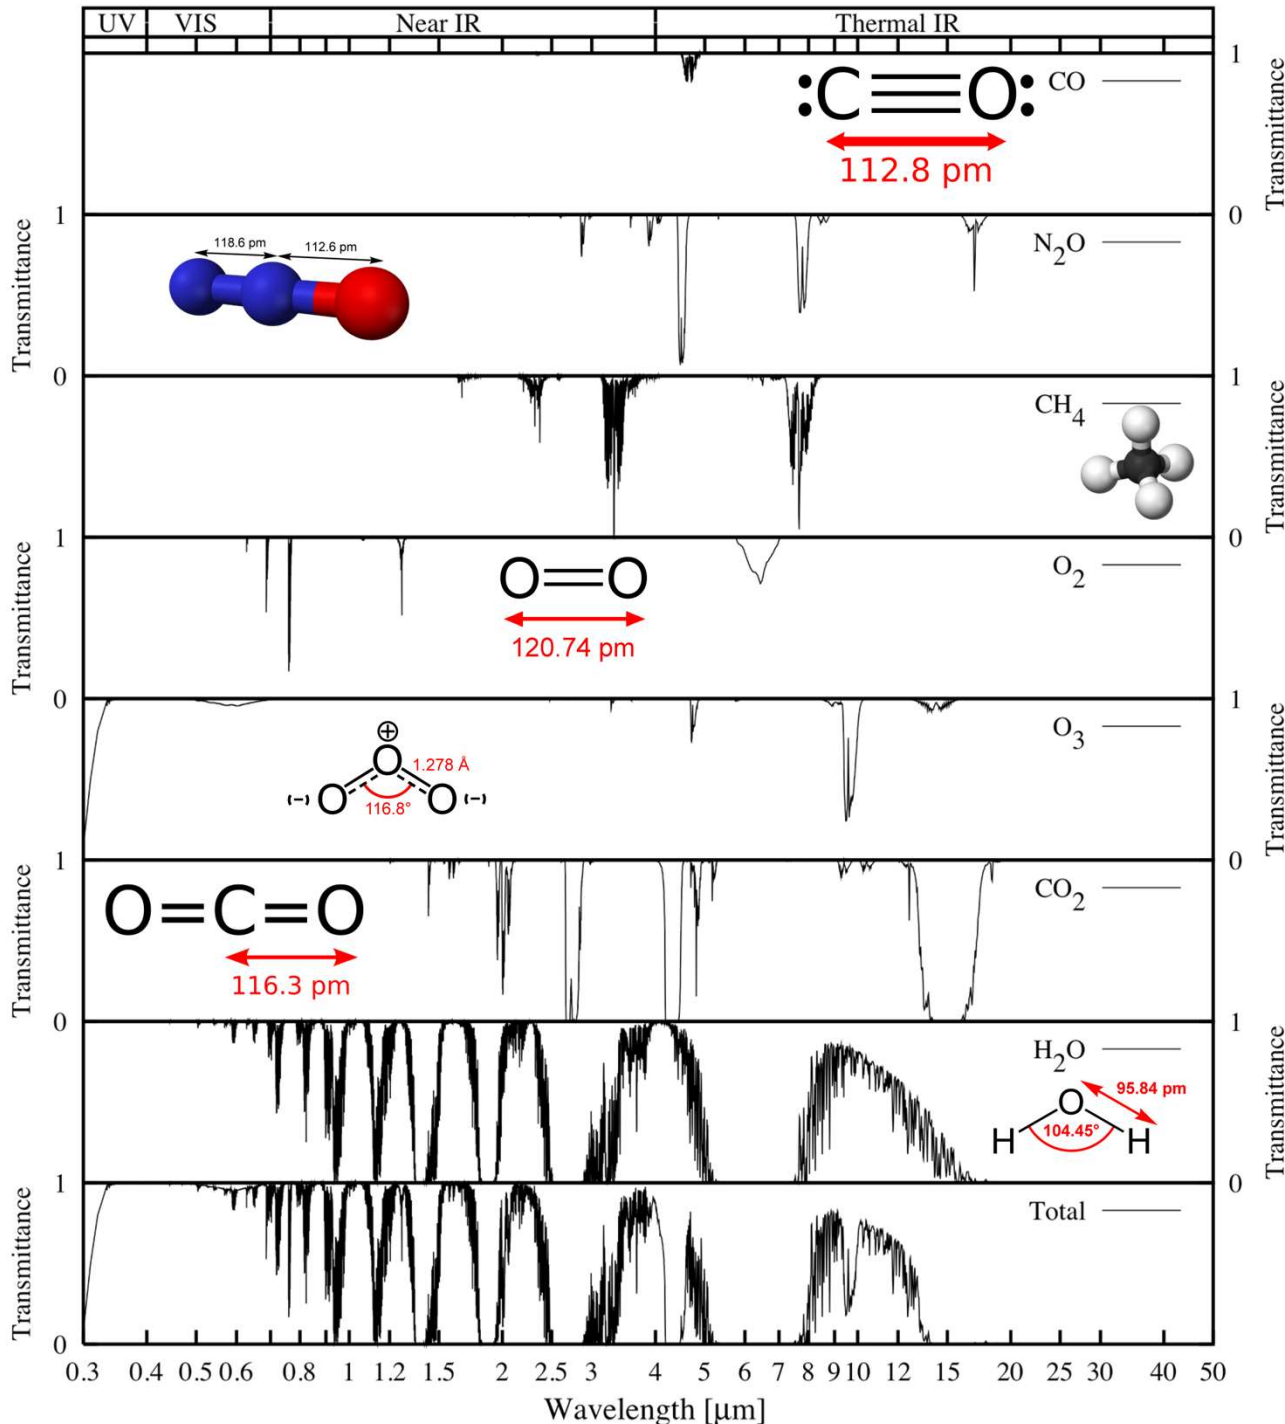 UV VIS Near IR Thermal IR
1 Transmittance
CO
:C≡O:
112.8 pm
Transmittance 1 0
N2O
118.6 pm 112.6 pm
0 1 Transmittance
CH4
Transmittance 1 0
O2
O=O
120.74 pm
0 1 Transmittance
O3
⊕
O 1.278 Å
(-) O O (-)
116.8°
Transmittance 1 0
CO2
O=C=O
116.3 pm
0 1 Transmittance
H2O
95.84 pm
O
H 104.45° H
Transmittance 1 0
Total
0
0.3 0.4 0.5 0.6 0.8 1 1.2 1.5 2 2.5 3 4 5 6 7 8 9 10 12 15 20 30 40 50
Wavelength [μm]